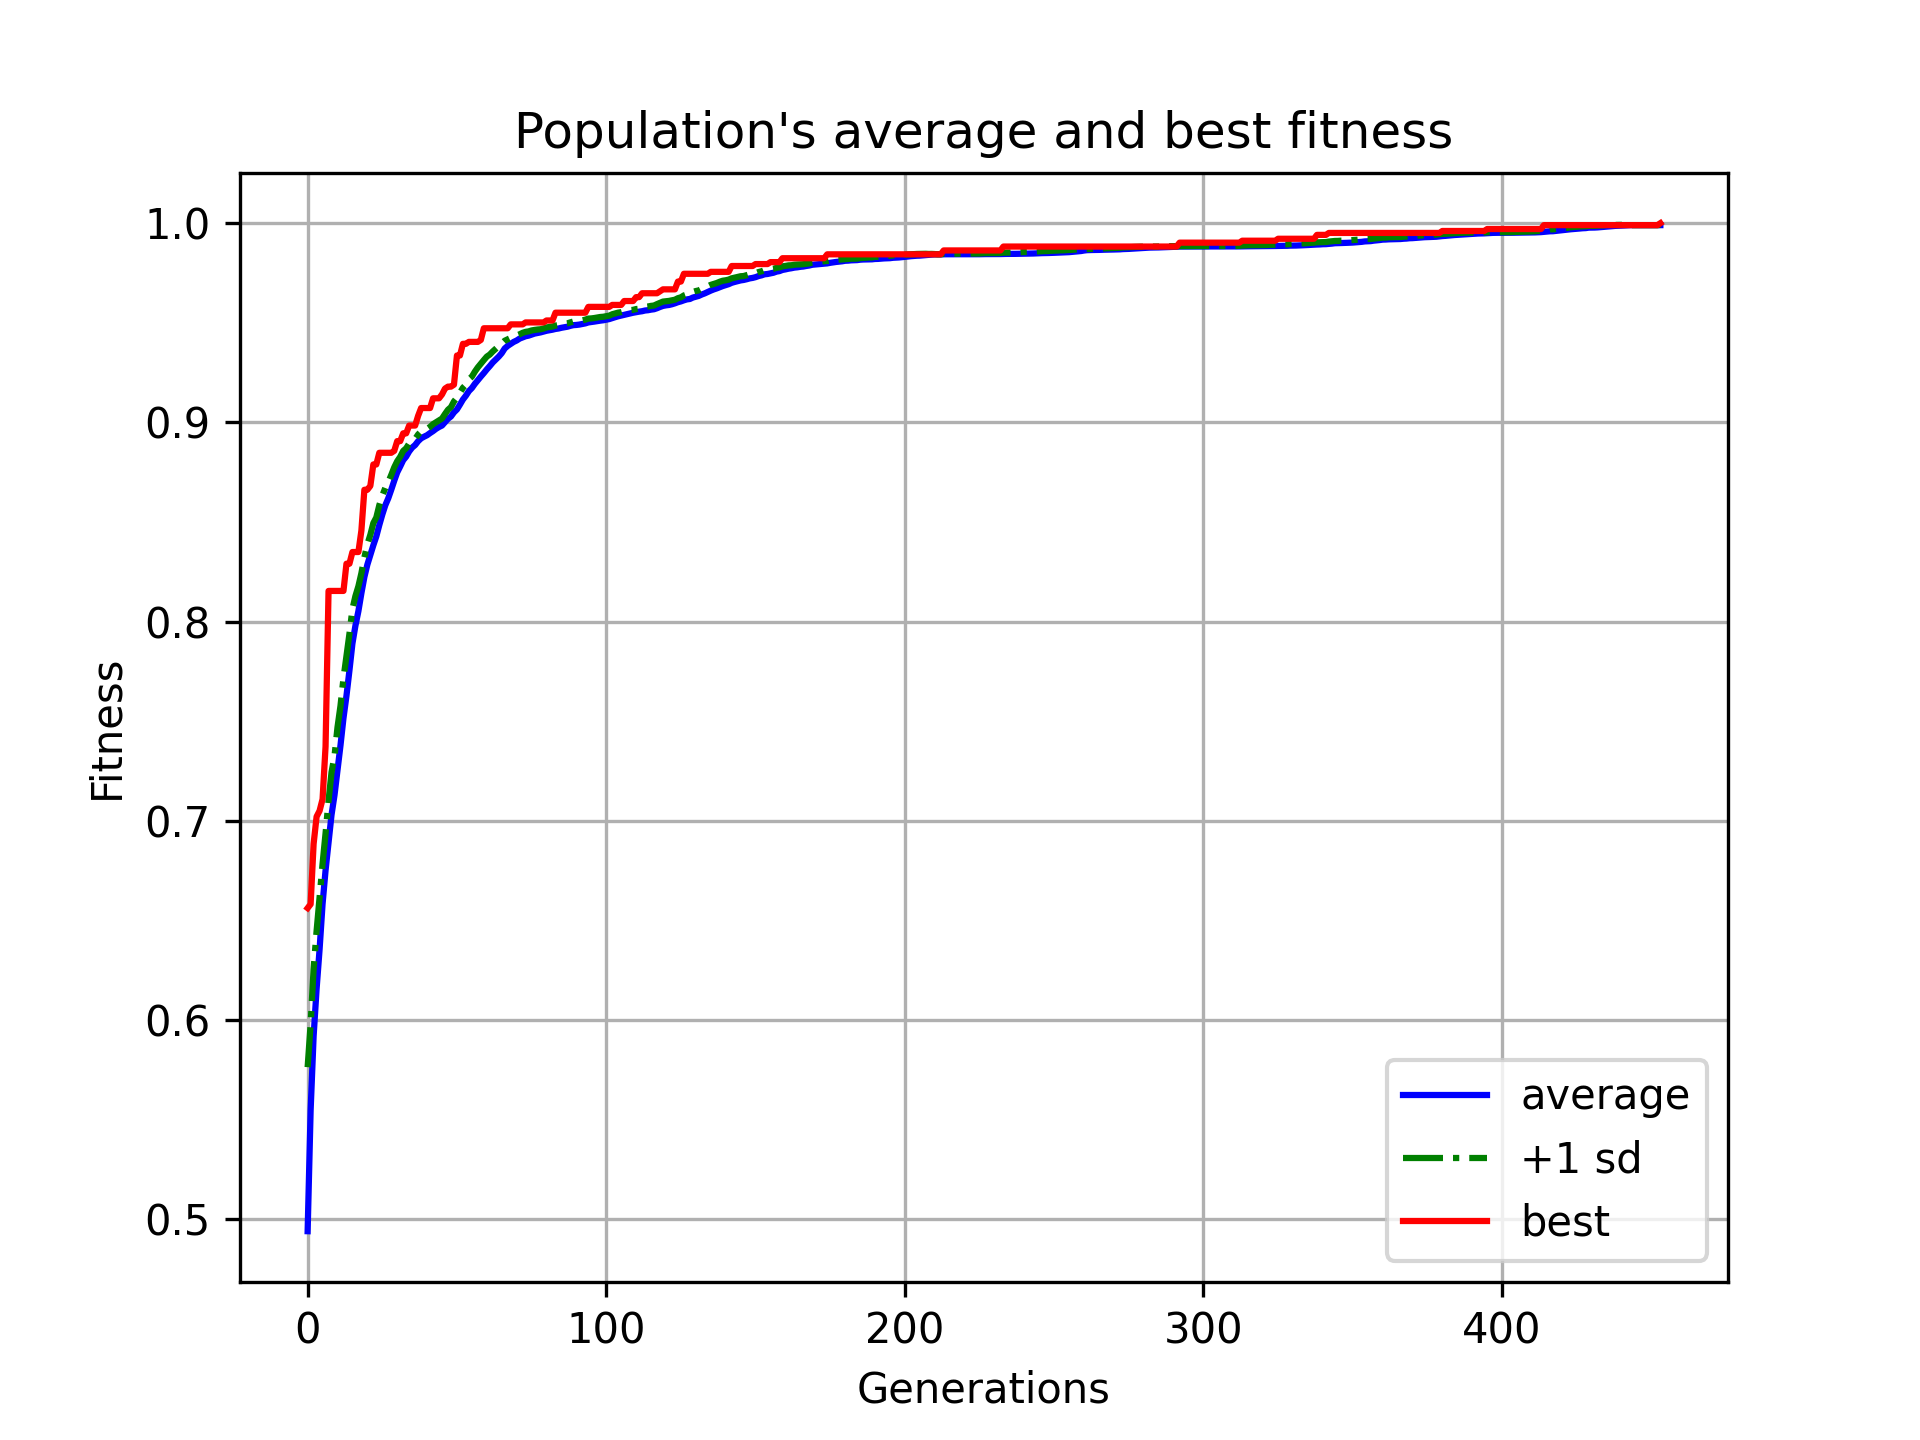 Population's average and best fitness
1.0
0.9
0.8
0.7
0.6
0.5
Fitness
average
+1 sd
best
0 100 200 300 400
Generations